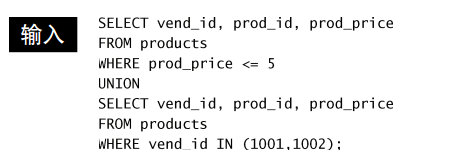 输入
SELECT vend_id, prod_id, prod_price
FROM products
WHERE prod_price <= 5
UNION
SELECT vend_id, prod_id, prod_price
FROM products
WHERE vend_id IN (1001,1002);